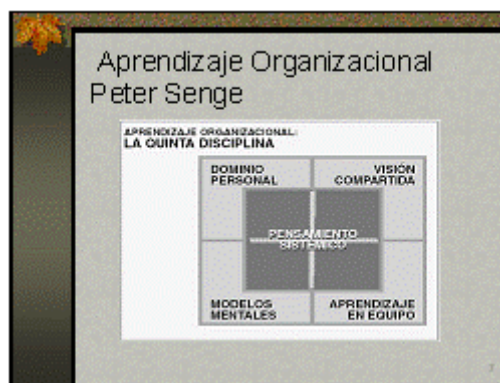 Aprendizaje Organizacional
Peter Senge
APRENDIZAJE ORGANIZACIONAL:
LA QUINTA DISCIPLINA
DOMINIO
PERSONAL
VISIÓN
COMPARTIDA
PENSAMIENTO
SISTÉMICO
MODELOS
MENTALES
APRENDIZAJE
EN EQUIPO